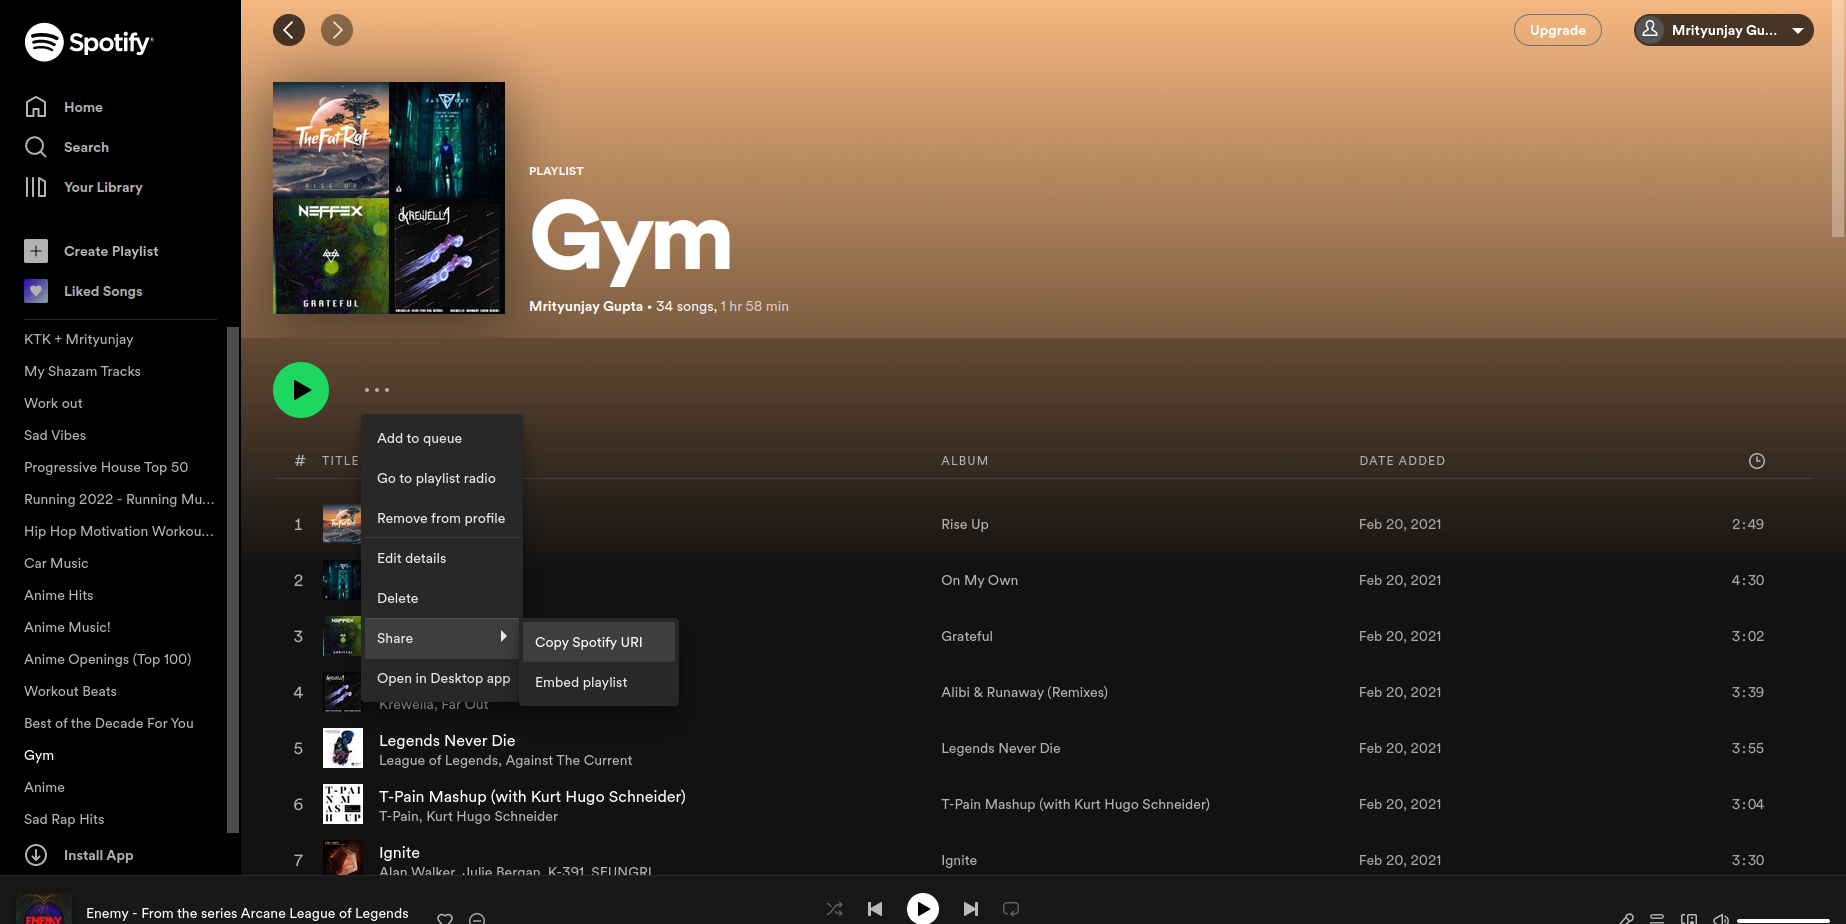 Spotify
Home
Search
Your Library
Create Playlist
Liked Songs
KTK + Mrityunjay
My Shazam Tracks
Work out
Sad Vibes
Progressive House Top 50
Running 2022 - Running Mu...
Hip Hop Motivation Workou...
Car Music
Anime Hits
Anime Music!
Anime Openings (Top 100)
Workout Beats
Best of the Decade For You
Gym
Anime
Sad Rap Hits
Install App
Upgrade
Mrityunjay Gu...
TheFatRat
RISE UP
FAR OUT
NEFFEX
GRATEFUL
KREWELLA
PLAYLIST
Gym
Mrityunjay Gupta • 34 songs, 1 hr 58 min
Add to queue
Go to playlist radio
Remove from profile
Edit details
Delete
Share
Open in Desktop app
Copy Spotify URI
Embed playlist
# TITLE ALBUM DATE ADDED
1 Rise Up Feb 20, 2021 2:49
2 On My Own Feb 20, 2021 4:30
3 Grateful Feb 20, 2021 3:02
4 Alibi & Runaway (Remixes) Feb 20, 2021 3:39
Krewella, Far Out
5 Legends Never Die Legends Never Die Feb 20, 2021 3:55
League of Legends, Against The Current
6 T-Pain Mashup (with Kurt Hugo Schneider) T-Pain Mashup (with Kurt Hugo Schneider) Feb 20, 2021 3:04
T-Pain, Kurt Hugo Schneider
7 Ignite Ignite Feb 20, 2021 3:30
Alan Walker, Julie Bergan, K-391, SEUNGRI
ENEMY
Enemy - From the series Arcane League of Legends